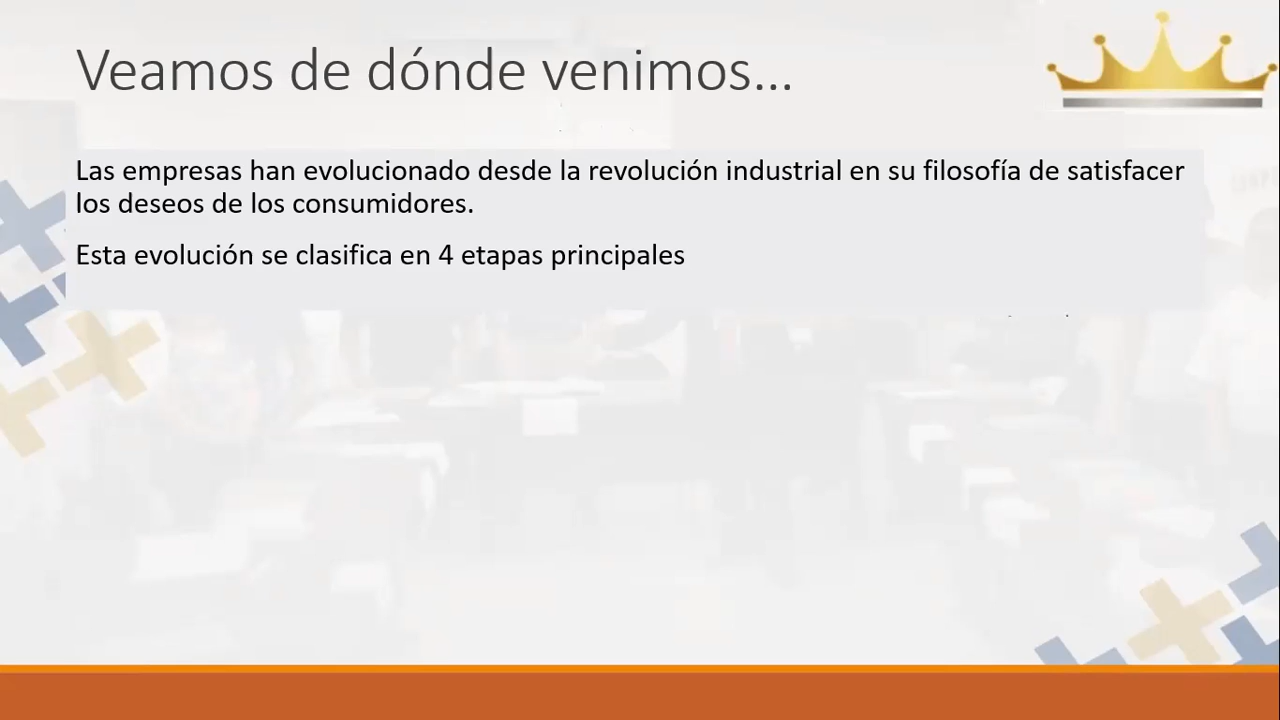 Veamos de dónde venimos...
Las empresas han evolucionado desde la revolución industrial en su filosofía de satisfacer
los deseos de los consumidores.
Esta evolución se clasifica en 4 etapas principales